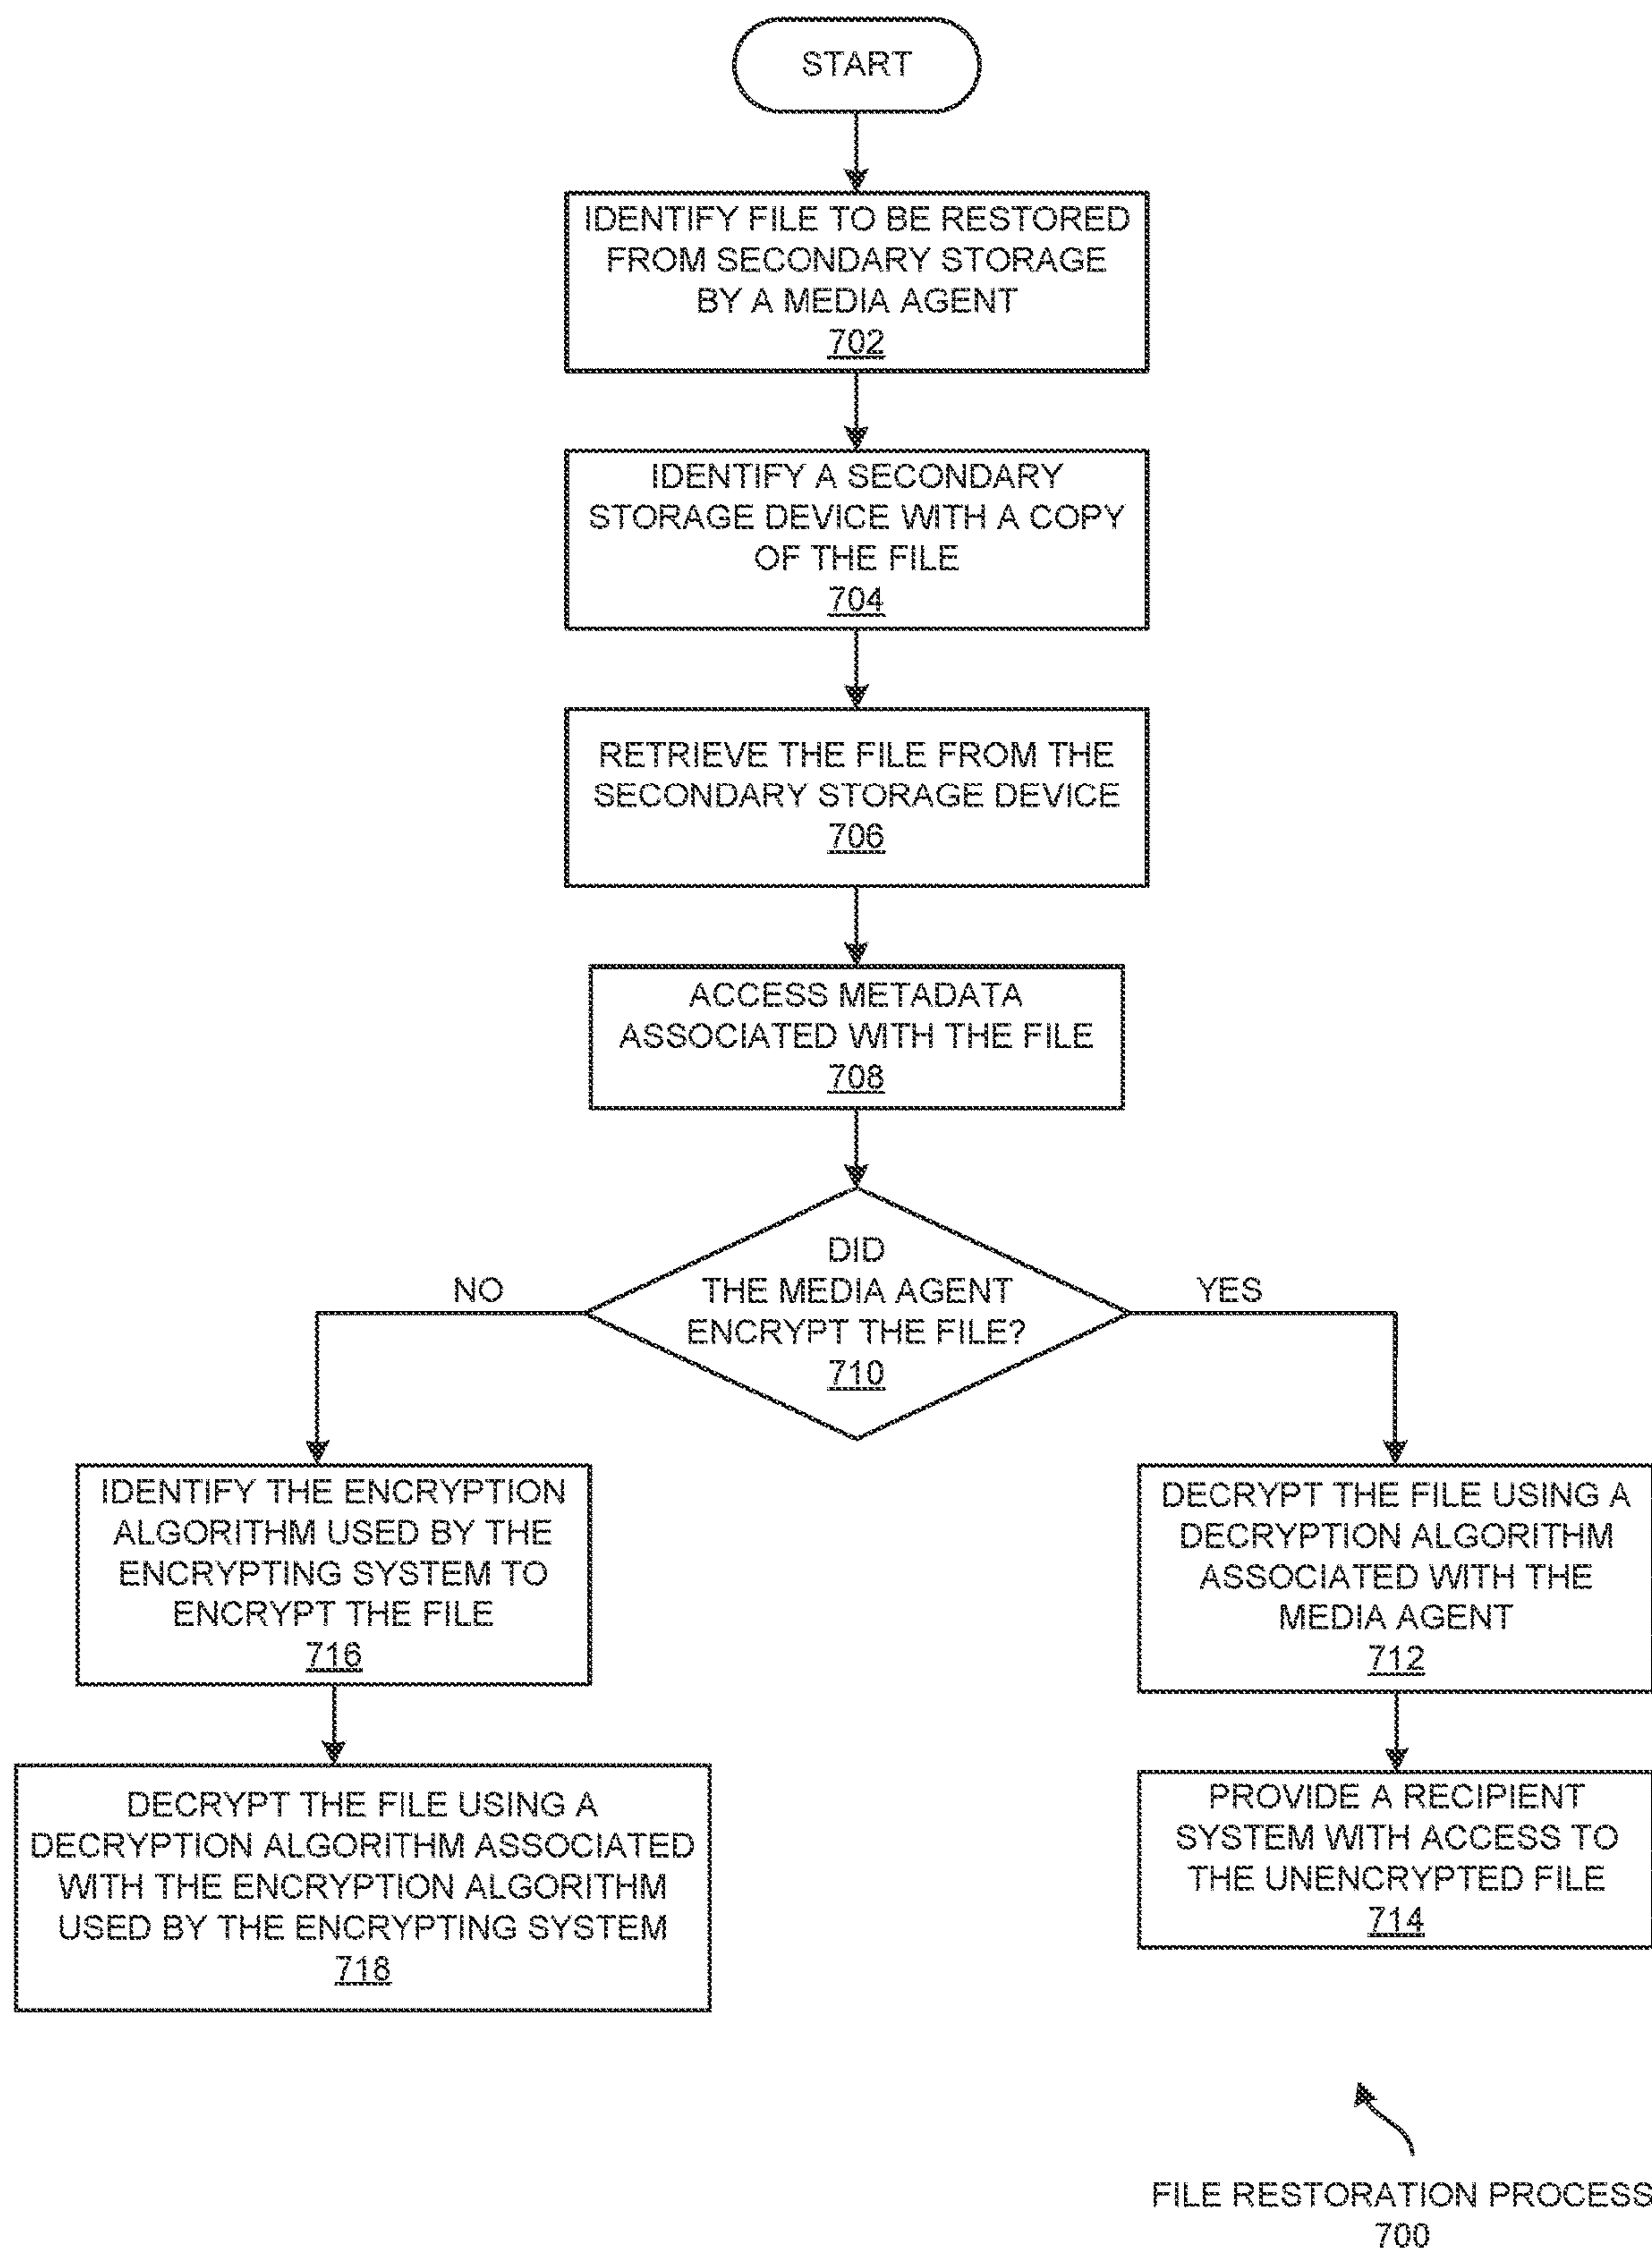 START
IDENTIFY FILE TO BE RESTORED
FROM SECONDARY STORAGE
BY A MEDIA AGENT
702
IDENTIFY A SECONDARY
STORAGE DEVICE WITH A COPY
OF THE FILE
704
RETRIEVE THE FILE FROM THE
SECONDARY STORAGE DEVICE
706
ACCESS METADATA
ASSOCIATED WITH THE FILE
708
DID
THE MEDIA AGENT
ENCRYPT THE FILE?
710
NO
YES
IDENTIFY THE ENCRYPTION
ALGORITHM USED BY THE
ENCRYPTING SYSTEM TO
ENCRYPT THE FILE
716
DECRYPT THE FILE USING A
DECRYPTION ALGORITHM ASSOCIATED
WITH THE ENCRYPTION ALGORITHM
USED BY THE ENCRYPTING SYSTEM
718
DECRYPT THE FILE USING A
DECRYPTION ALGORITHM
ASSOCIATED WITH THE
MEDIA AGENT
712
PROVIDE A RECIPIENT
SYSTEM WITH ACCESS TO
THE UNENCRYPTED FILE
714
FILE RESTORATION PROCESS
700